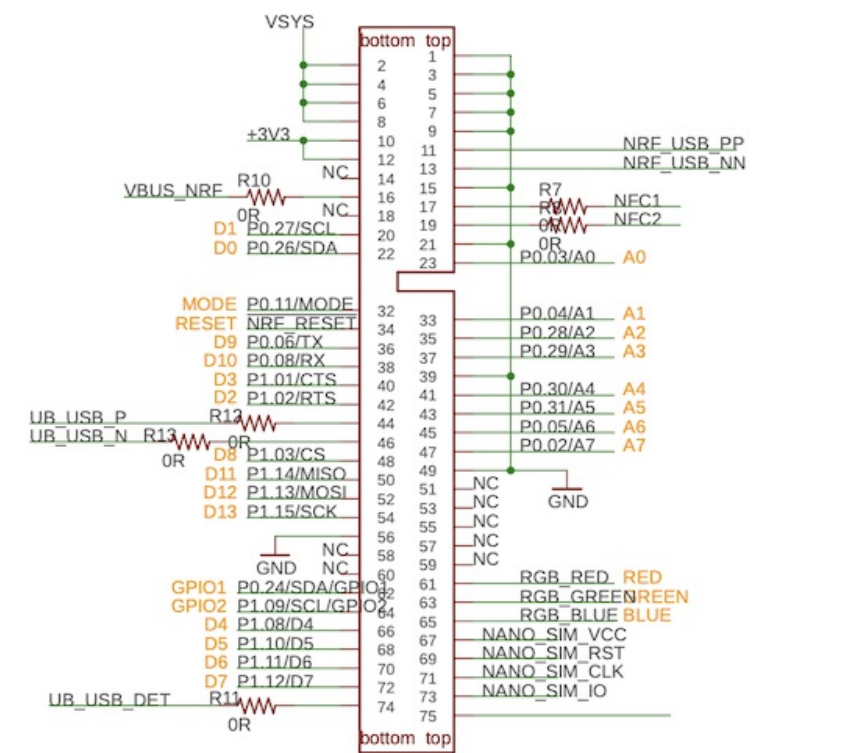 VSYS
bottom top
1
2
3
4
5
6
7
8
9
+3V3
10
11 NRF_USB_PP
12
13 NRF_USB_NN
NC 14
15
VBUS_NRF R10 0R 16
17 R7 NFC1
NC 18
19 R8 0R NFC2
0R
D1 P0.27/SCL 20
21
D0 P0.26/SDA 22
23 P0.03/A0 A0
MODE P0.11/MODE 32
33 P0.04/A1 A1
RESET NRF_RESET 34
35 P0.28/A2 A2
D9 P0.06/TX 36
37 P0.29/A3 A3
D10 P0.08/RX 38
39
D3 P1.01/CTS 40
41 P0.30/A4 A4
D2 P1.02/RTS 42
43 P0.31/A5 A5
UB_USB_P R12 0R 44
45 P0.05/A6 A6
UB_USB_N R13 0R 46
47 P0.02/A7 A7
D8 P1.03/CS 48
49
D11 P1.14/MISO 50
51 NC
GND
D12 P1.13/MOSI 52
53 NC
D13 P1.15/SCK 54
55 NC
56
57 NC
GND
NC 58
59 NC
NC 60
61 RGB_RED RED
GPIO1 P0.24/SDA/GPIO1 62
63 RGB_GREEN GREEN
GPIO2 P1.09/SCL/GPIO2 64
65 RGB_BLUE BLUE
D4 P1.08/D4 66
67 NANO_SIM_VCC
D5 P1.10/D5 68
69 NANO_SIM_RST
D6 P1.11/D6 70
71 NANO_SIM_CLK
D7 P1.12/D7 72
73 NANO_SIM_IO
UB_USB_DET R11 0R 74
75
bottom top